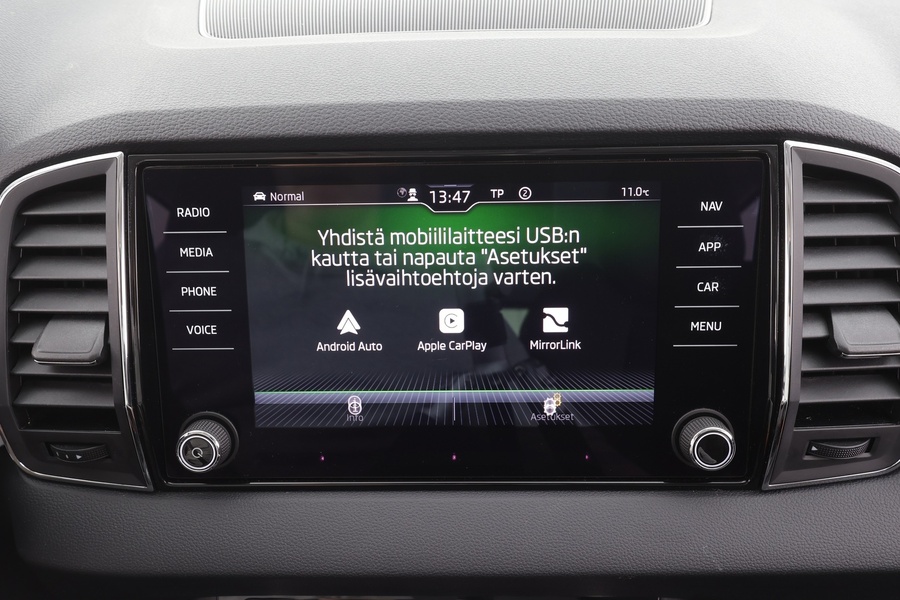 Normal 13:47 TP 2 11.0°C
RADIO
MEDIA
PHONE
VOICE
Yhdistä mobiililaitteesi USB:n
kautta tai napauta "Asetukset"
lisävaihtoehtoja varten.
Android Auto Apple CarPlay MirrorLink
Info Asetukset
NAV
APP
CAR
MENU